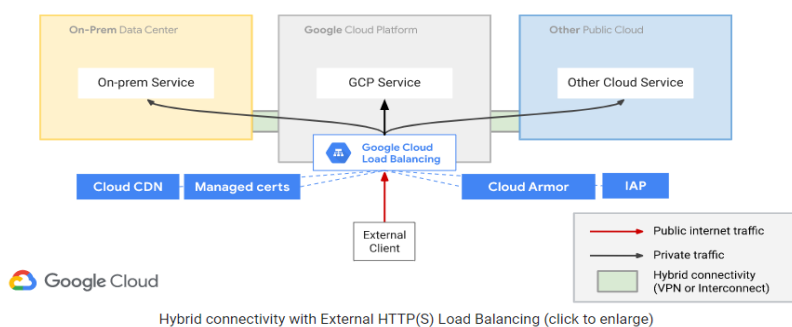 On-Prem Data Center
Google Cloud Platform
Other Public Cloud
On-prem Service
GCP Service
Other Cloud Service
Google Cloud
Load Balancing
Cloud CDN
Managed certs
Cloud Armor
IAP
External
Client
Public internet traffic
Private traffic
Hybrid connectivity
(VPN or Interconnect)
Google Cloud
Hybrid connectivity with External HTTP(S) Load Balancing (click to enlarge)